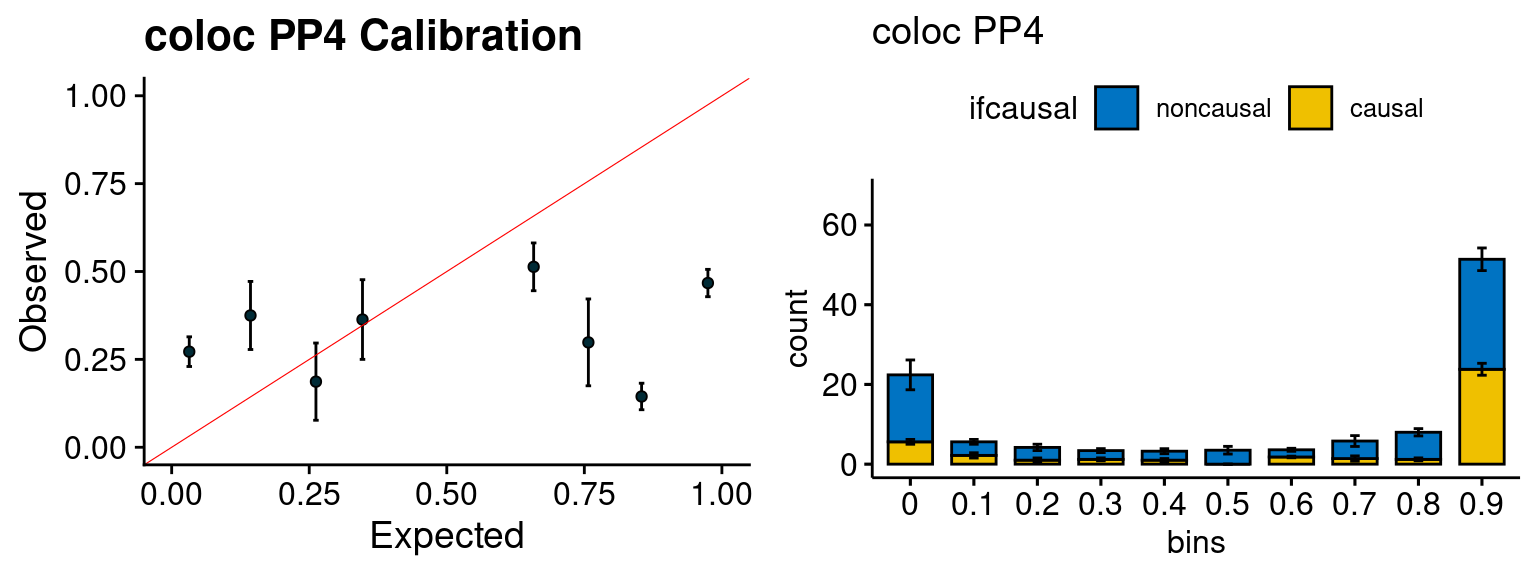 coloc PP4 Calibration
1.00
0.75
0.50
0.25
0.00
Observed
0.00 0.25 0.50 0.75 1.00
Expected
coloc PP4
ifcausal noncausal causal
60
40
20
0
count
0 0.1 0.2 0.3 0.4 0.5 0.6 0.7 0.8 0.9
bins